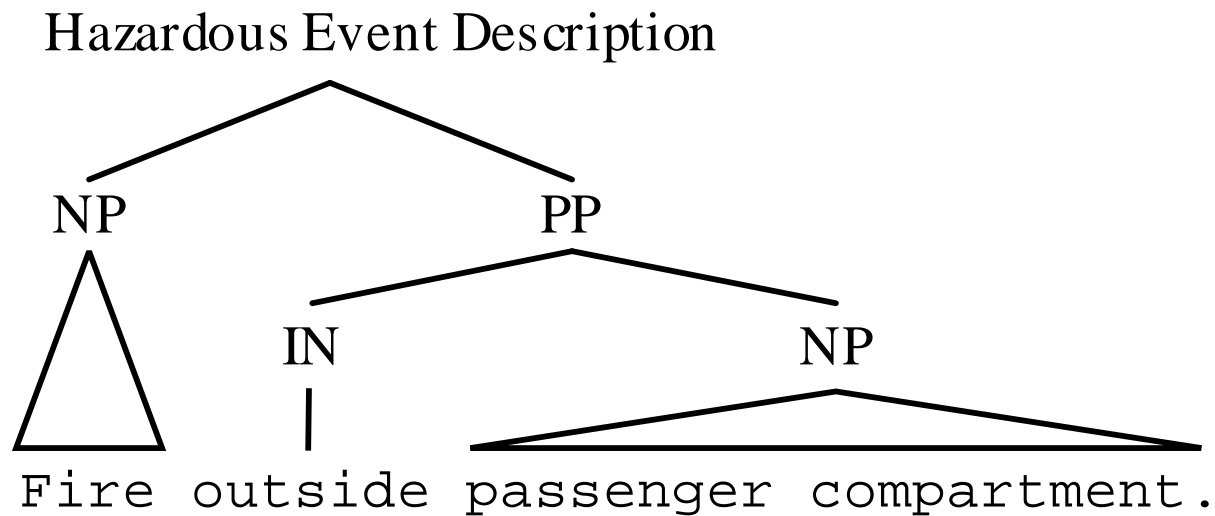 Hazardous Event Description
NP PP
IN NP
Fire outside passenger compartment.